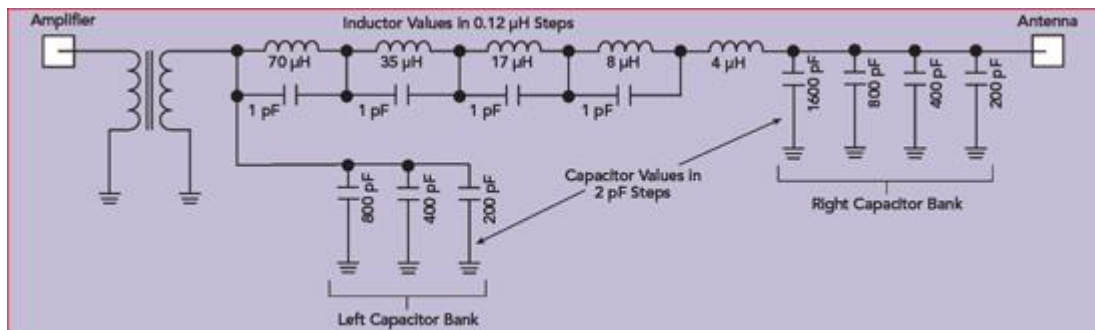 Amplifier
Inductor Values in 0.12 µH Steps
Antenna
70 µH
35 µH
17 µH
8 µH
4 µH
1 pF
1 pF
1 pF
1 pF
1600 pF
800 pF
400 pF
200 pF
Capacitor Values in
2 pF Steps
Right Capacitor Bank
800 pF
400 pF
200 pF
Left Capacitor Bank